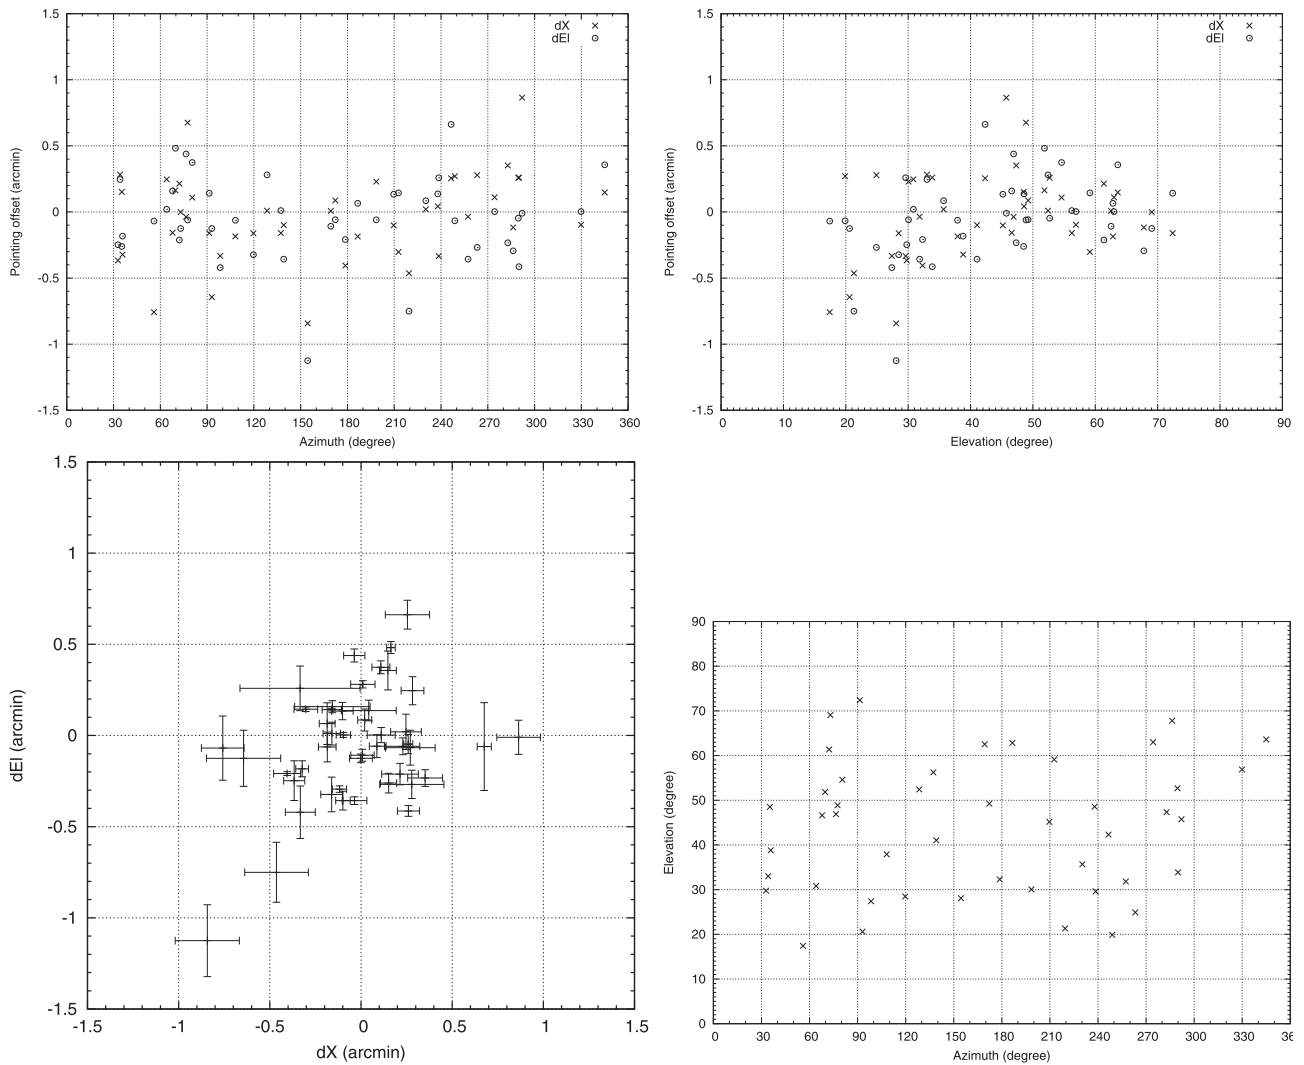 1.5
1
0.5
0
-0.5
-1
-1.5
0 30 60 90 120 150 180 210 240 270 300 330 360
Azimuth (degree)
Pointing offset (arcmin)
dX
dEl
1.5
1
0.5
0
-0.5
-1
-1.5
0 10 20 30 40 50 60 70 80 90
Elevation (degree)
Pointing offset (arcmin)
dX
dEl
1.5
1
0.5
0
-0.5
-1
-1.5
-1.5 -1 -0.5 0 0.5 1 1.5
dX (arcmin)
dEl (arcmin)
90
80
70
60
50
40
30
20
10
0
0 30 60 90 120 150 180 210 240 270 300 330
Azimuth (degree)
Elevation (degree)